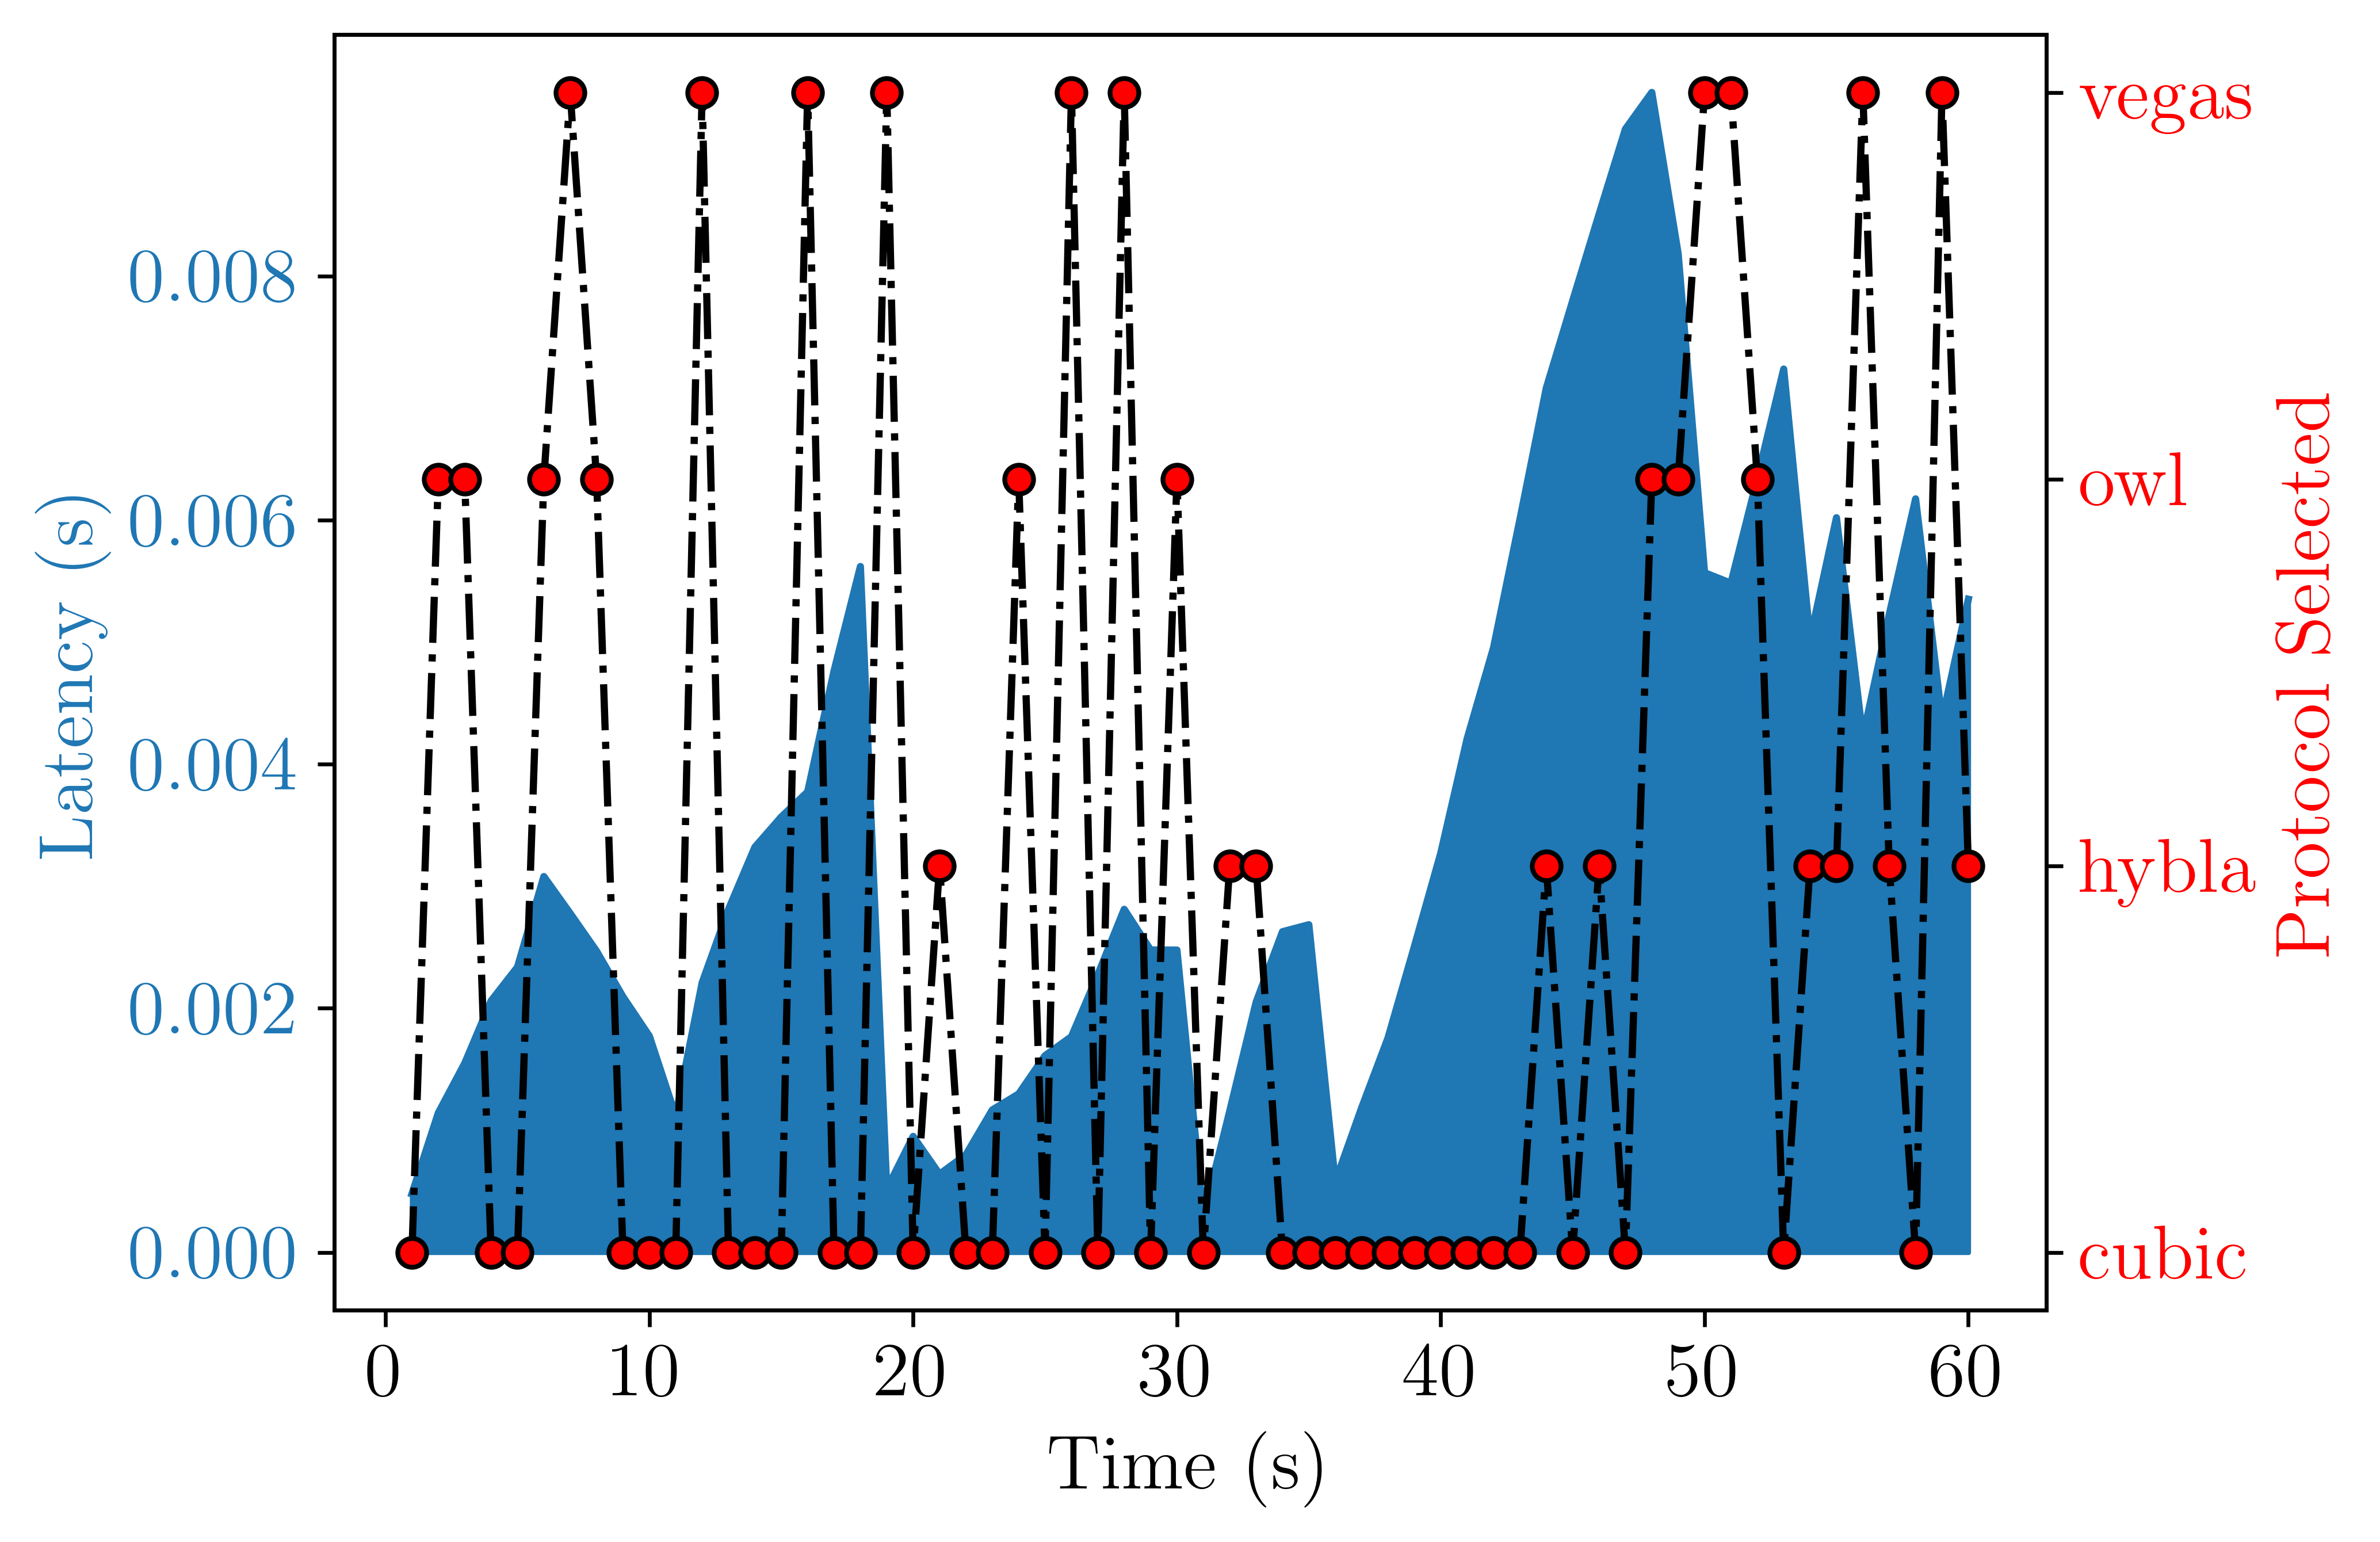 vegas
0.008
owl
0.006
Latency (s)
Protocol Selected
0.004
hybla
0.002
0.000
cubic
0 10 20 30 40 50 60
Time (s)